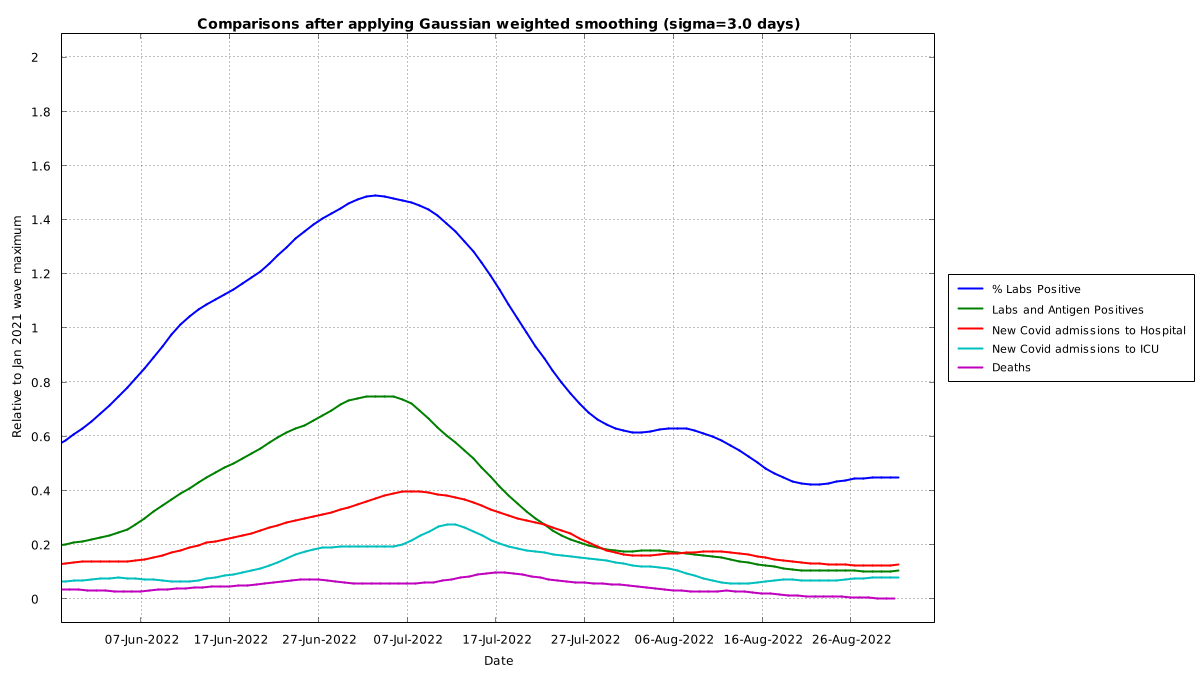 Comparisons after applying Gaussian weighted smoothing (sigma=3.0 days)
Relative to Jan 2021 wave maximum
2
1.8
1.6
1.4
1.2
1
0.8
0.6
0.4
0.2
0
07-Jun-2022 17-Jun-2022 27-Jun-2022 07-Jul-2022 17-Jul-2022 27-Jul-2022 06-Aug-2022 16-Aug-2022 26-Aug-2022
Date
% Labs Positive
Labs and Antigen Positives
New Covid admissions to Hospital
New Covid admissions to ICU
Deaths